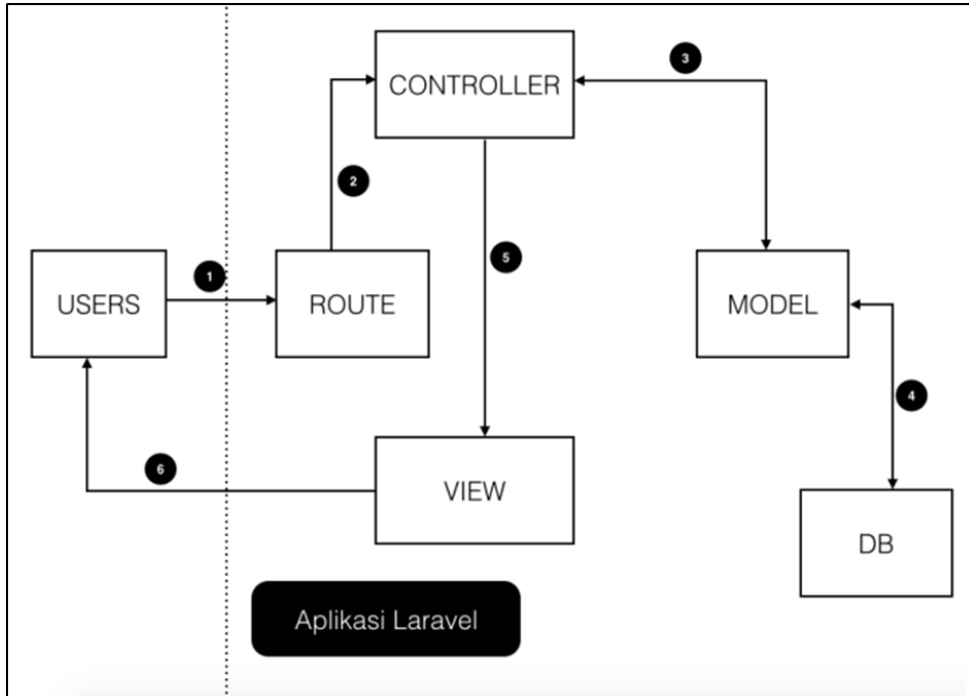 CONTROLLER
3
2
USERS
1
ROUTE
5
MODEL
4
6
VIEW
DB
Aplikasi Laravel